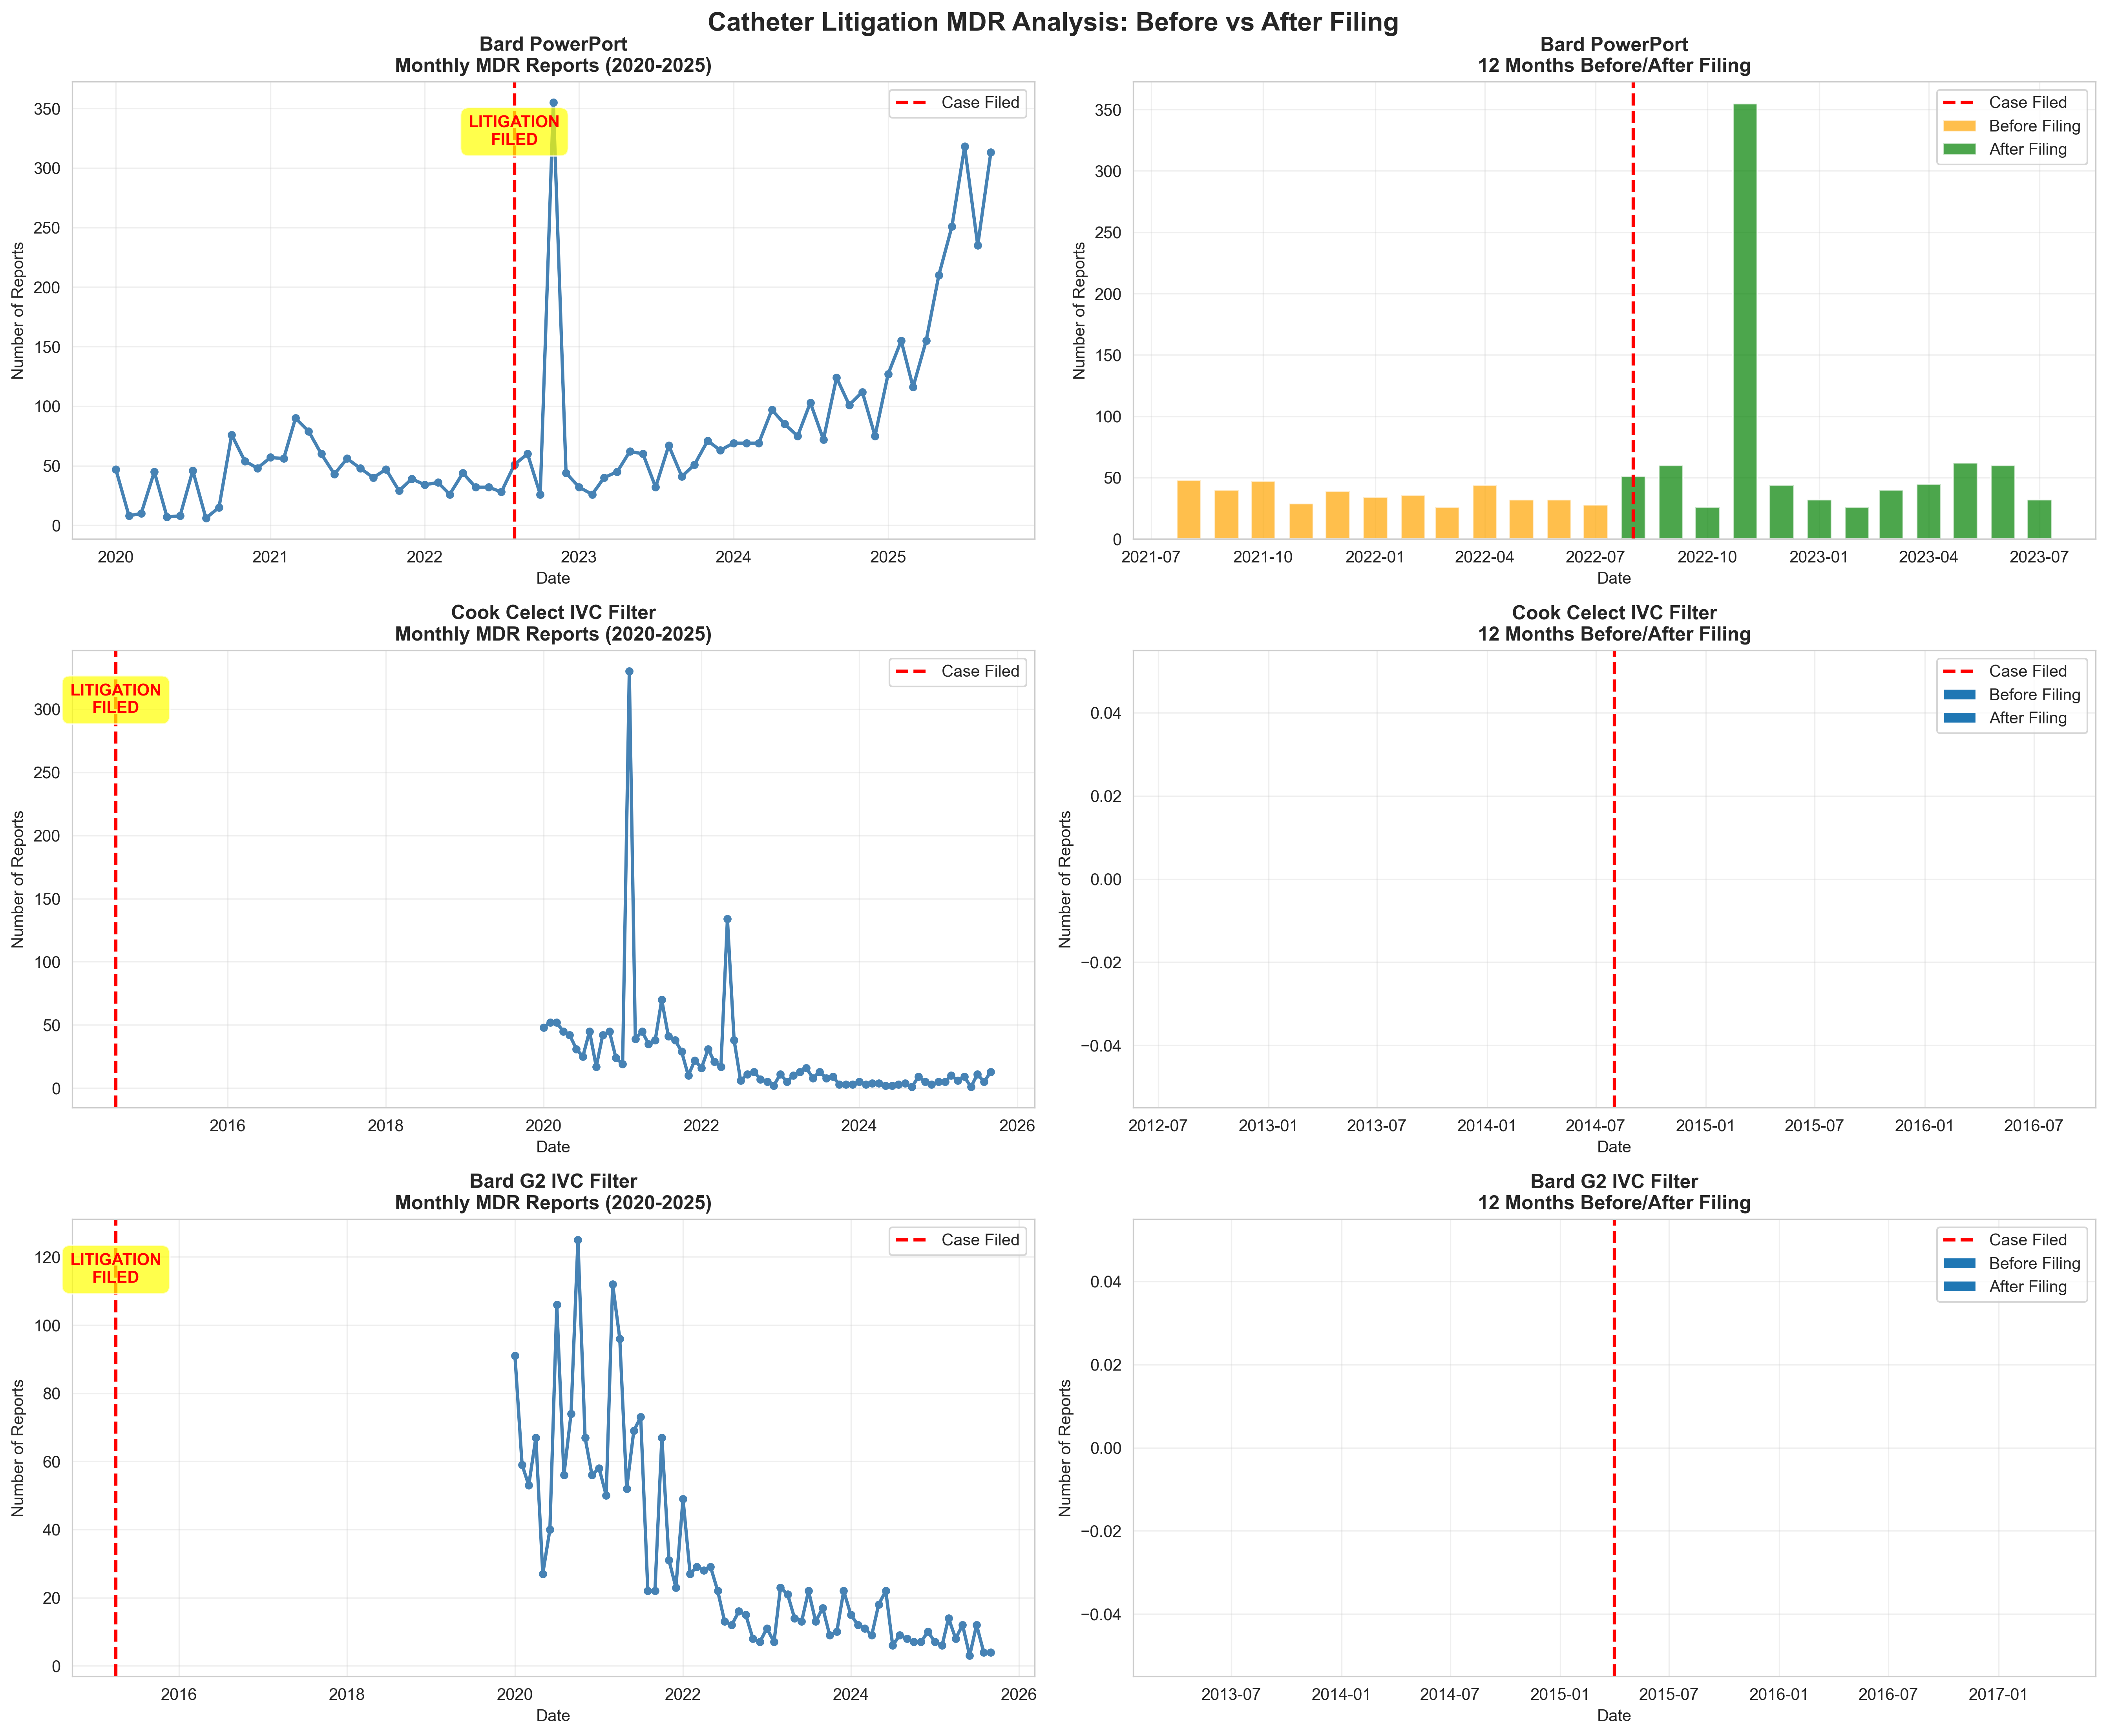 Catheter Litigation MDR Analysis: Before vs After Filing
Bard PowerPort
Monthly MDR Reports (2020-2025)
Number of Reports
350
300
250
200
150
100
50
0
LITIGATION
FILED
Case Filed
2020
2021
2022
2023
2024
2025
Date
Bard PowerPort
12 Months Before/After Filing
Number of Reports
350
300
250
200
150
100
50
0
Case Filed
Before Filing
After Filing
2021-07
2021-10
2022-01
2022-04
2022-07
2022-10
2023-01
2023-04
2023-07
Date
Cook Celect IVC Filter
Monthly MDR Reports (2020-2025)
Number of Reports
300
250
200
150
100
50
0
LITIGATION
FILED
Case Filed
2016
2018
2020
2022
2024
2026
Date
Cook Celect IVC Filter
12 Months Before/After Filing
Number of Reports
0.04
0.02
0.00
−0.02
−0.04
Case Filed
Before Filing
After Filing
2012-07
2013-01
2013-07
2014-01
2014-07
2015-01
2015-07
2016-01
2016-07
Date
Bard G2 IVC Filter
Monthly MDR Reports (2020-2025)
Number of Reports
120
100
80
60
40
20
0
LITIGATION
FILED
Case Filed
2016
2018
2020
2022
2024
2026
Date
Bard G2 IVC Filter
12 Months Before/After Filing
Number of Reports
0.04
0.02
0.00
−0.02
−0.04
Case Filed
Before Filing
After Filing
2013-07
2014-01
2014-07
2015-01
2015-07
2016-01
2016-07
2017-01
Date